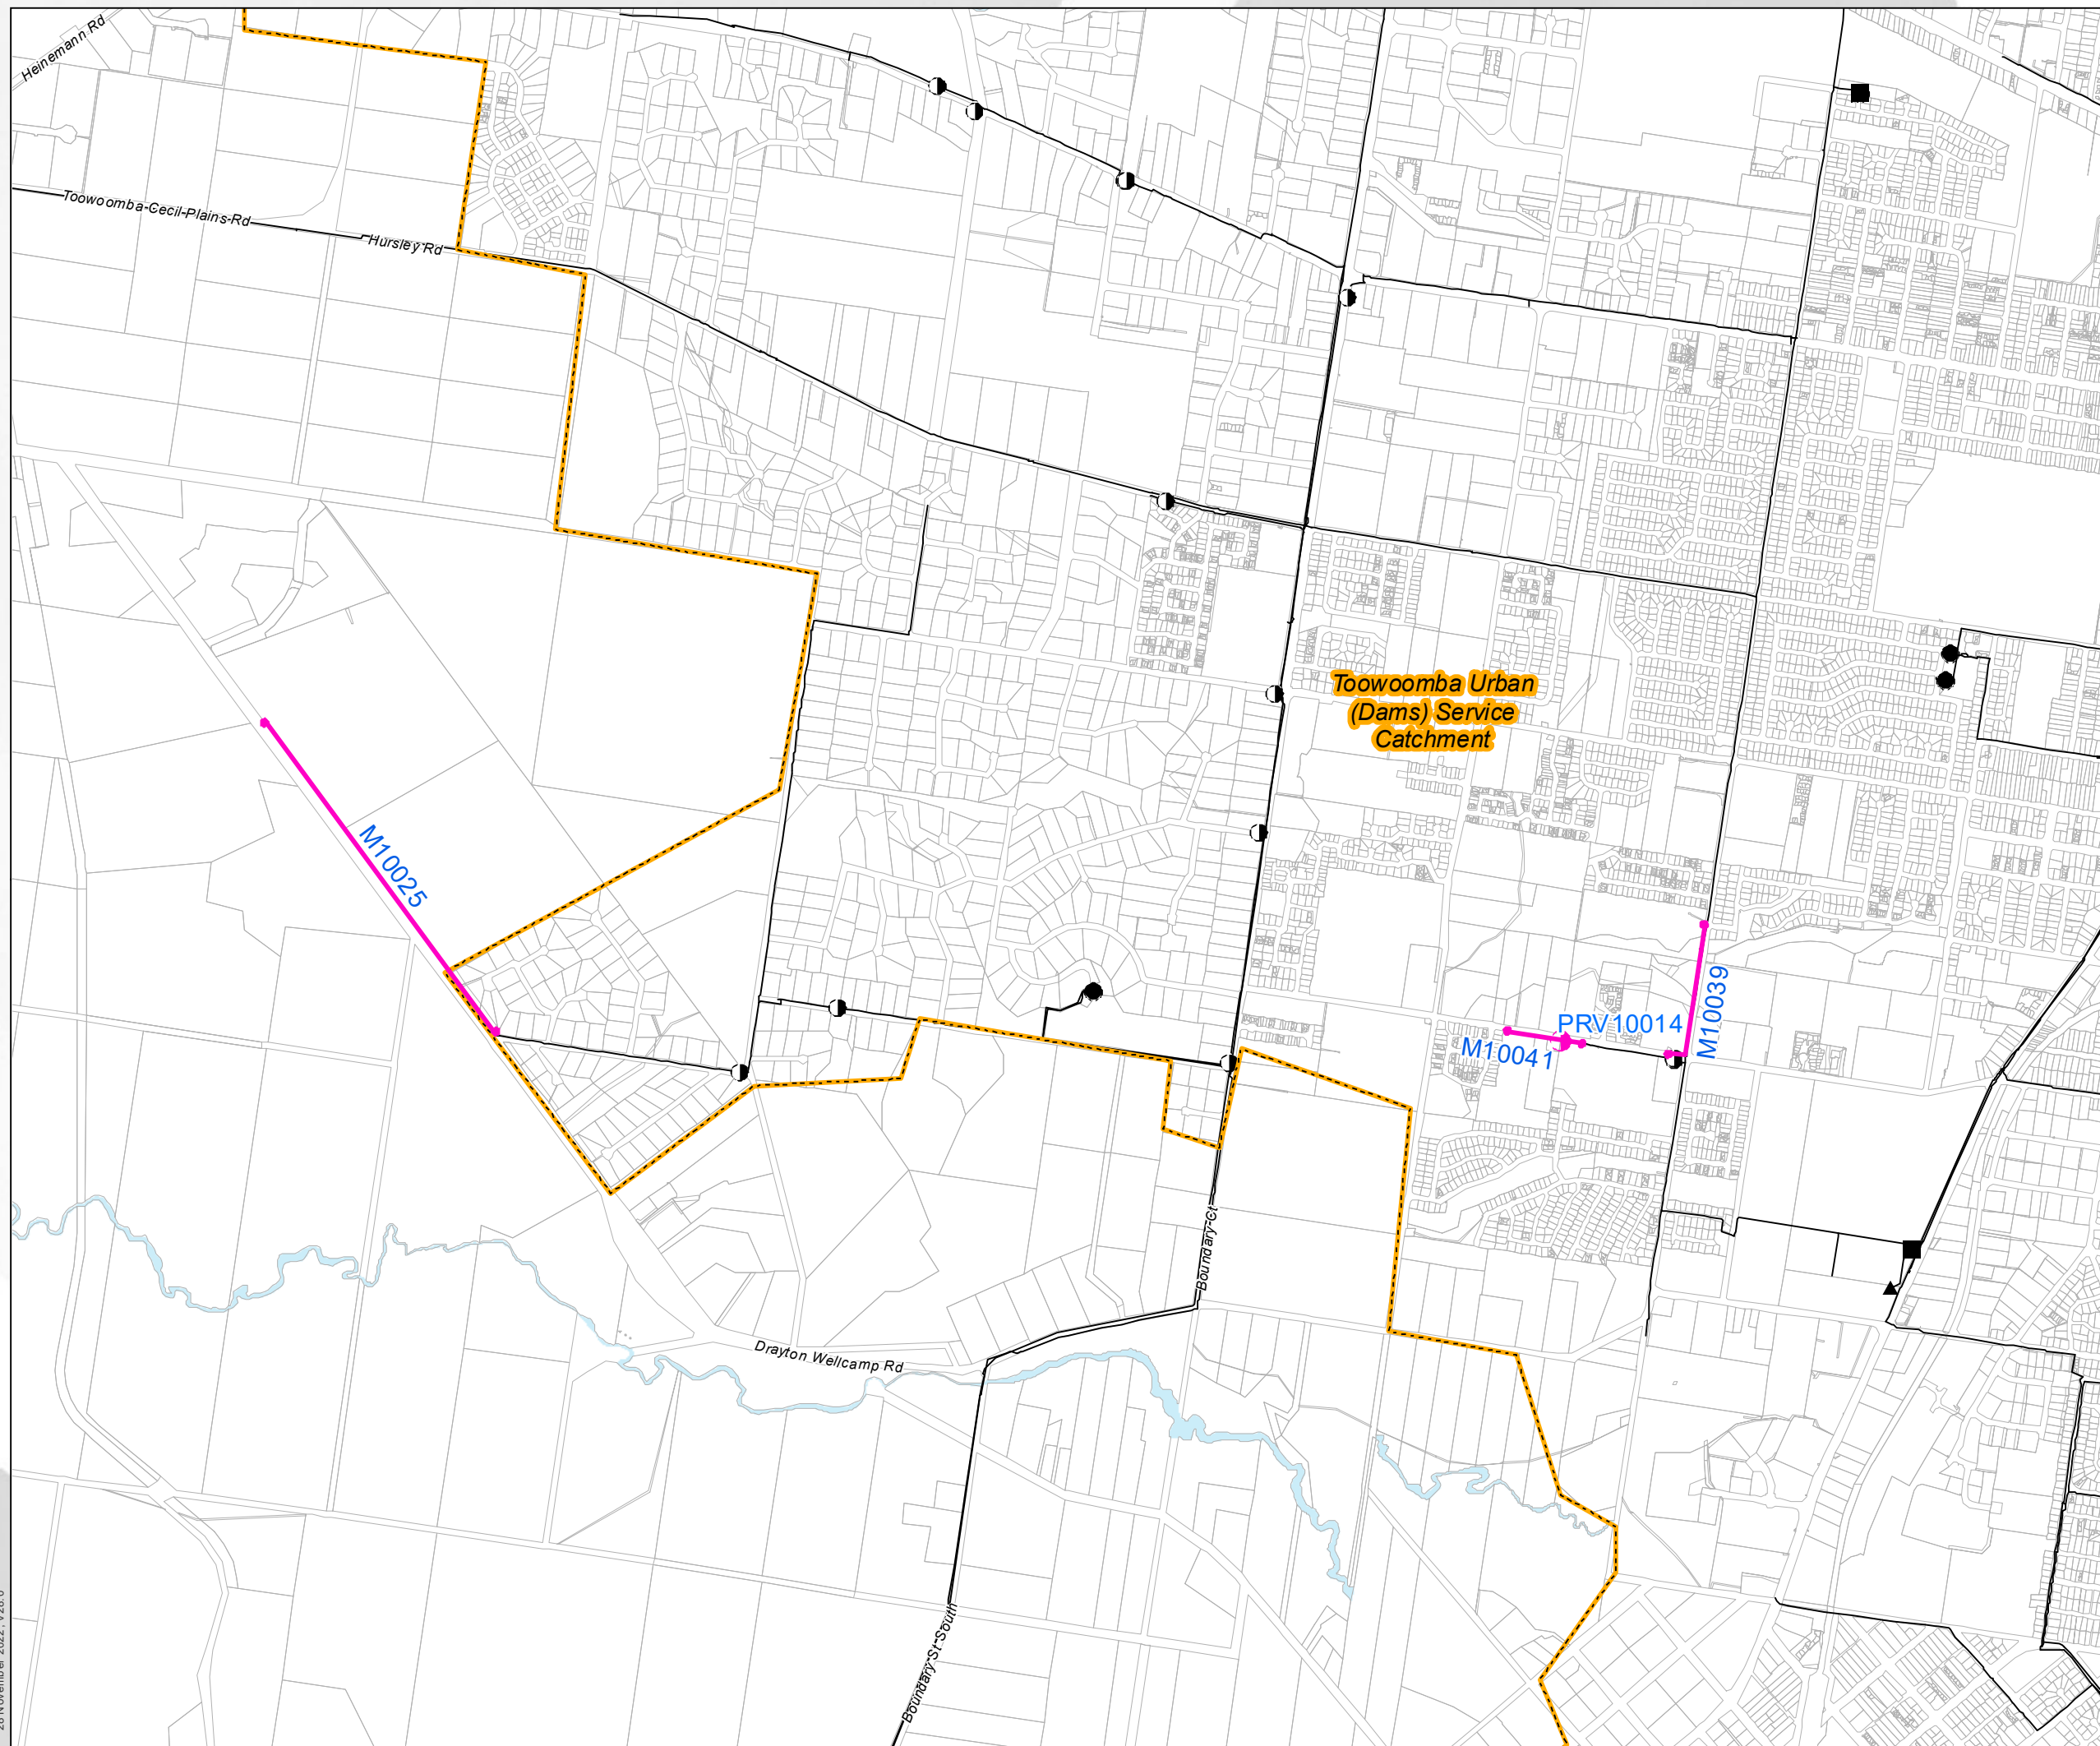 Heinemann Rd
Toowoomba-Cecil-Plains-Rd
Hursley Rd
Toowoomba Urban
(Dams) Service
Catchment
M10025
M10039
PRV10014
M10041
Boundary-Ct
Drayton Wellcamp Rd
Boundary-St-South